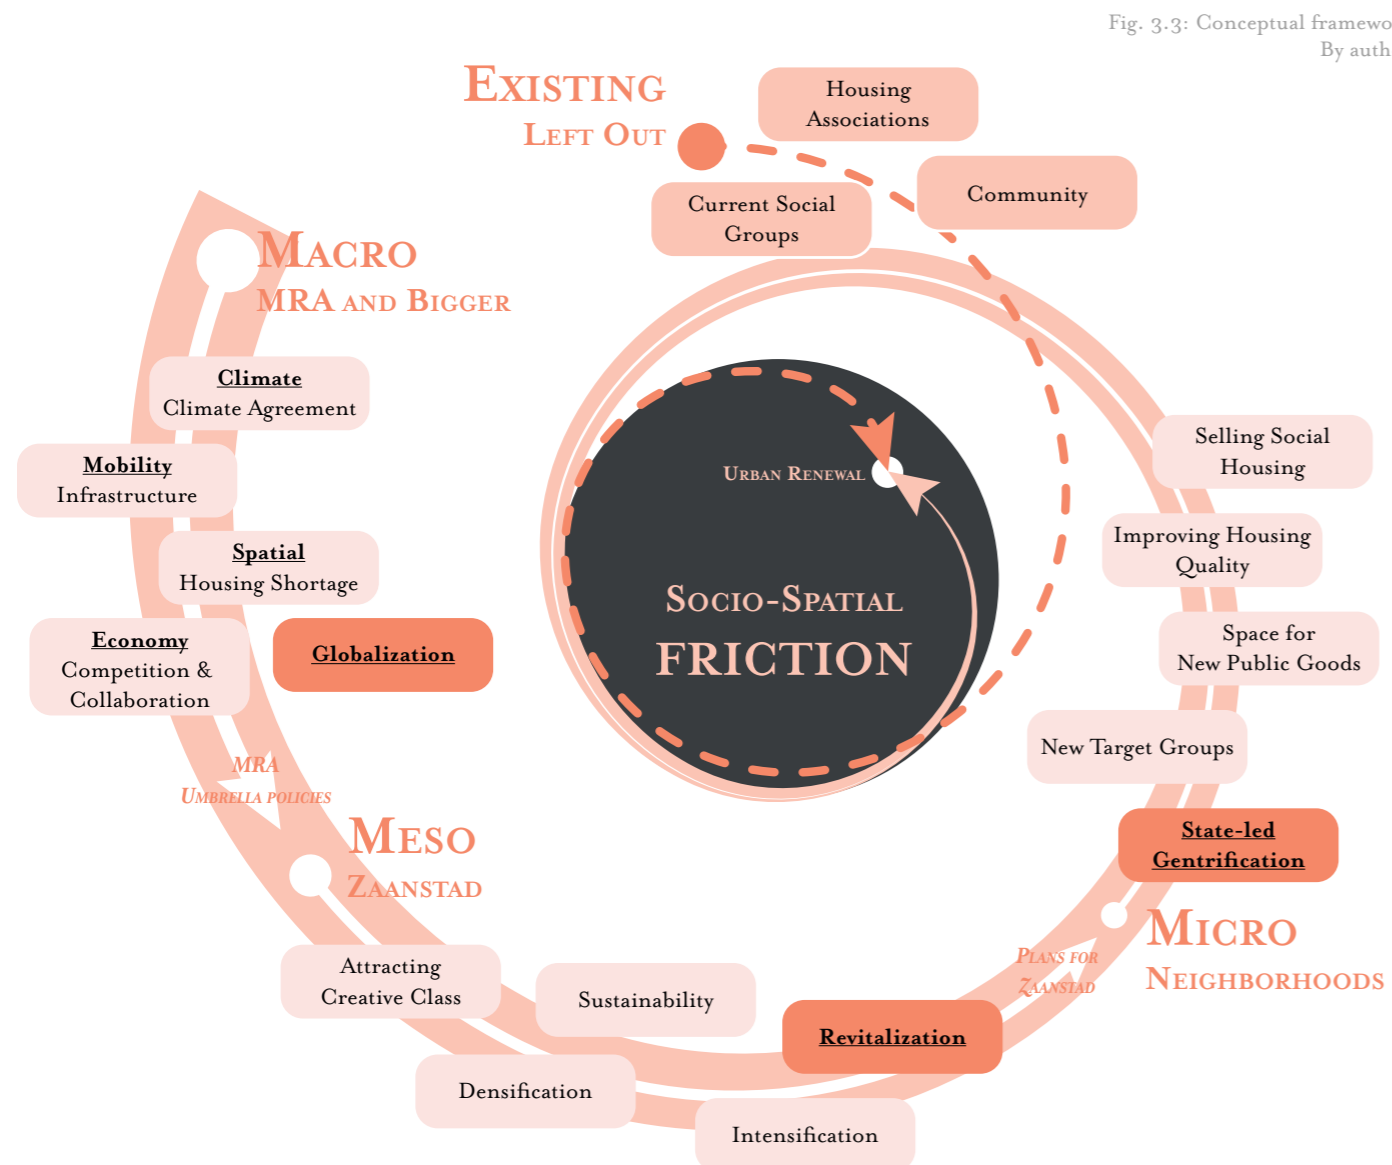 Fig. 3.3: Conceptual framewo
By auth
Existing
Left Out
Housing
Associations
Current Social
Groups
Community
Macro
MRA and Bigger
Climate
Climate Agreement
Mobility
Infrastructure
Spatial
Housing Shortage
Economy
Competition &
Collaboration
Globalization
MRA
Umbrella policies
Meso
Zaanstad
Attracting
Creative Class
Sustainability
Densification
Intensification
Revitalization
Plans for
Zaanstad
Micro
Neighborhoods
State-led
Gentrification
New Target Groups
Space for
New Public Goods
Improving Housing
Quality
Selling Social
Housing
Urban Renewal
Socio-Spatial
FRICTION